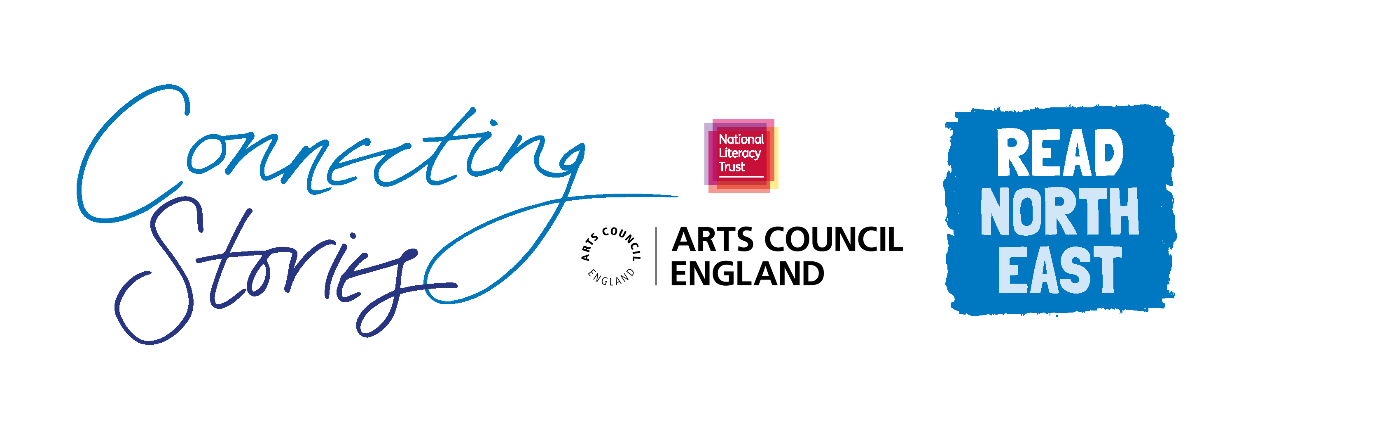 Connecting
Stories
National
Literacy
Trust
ARTS COUNCIL
ENGLAND
ARTS COUNCIL
ENGLAND
READ
NORTH
EAST